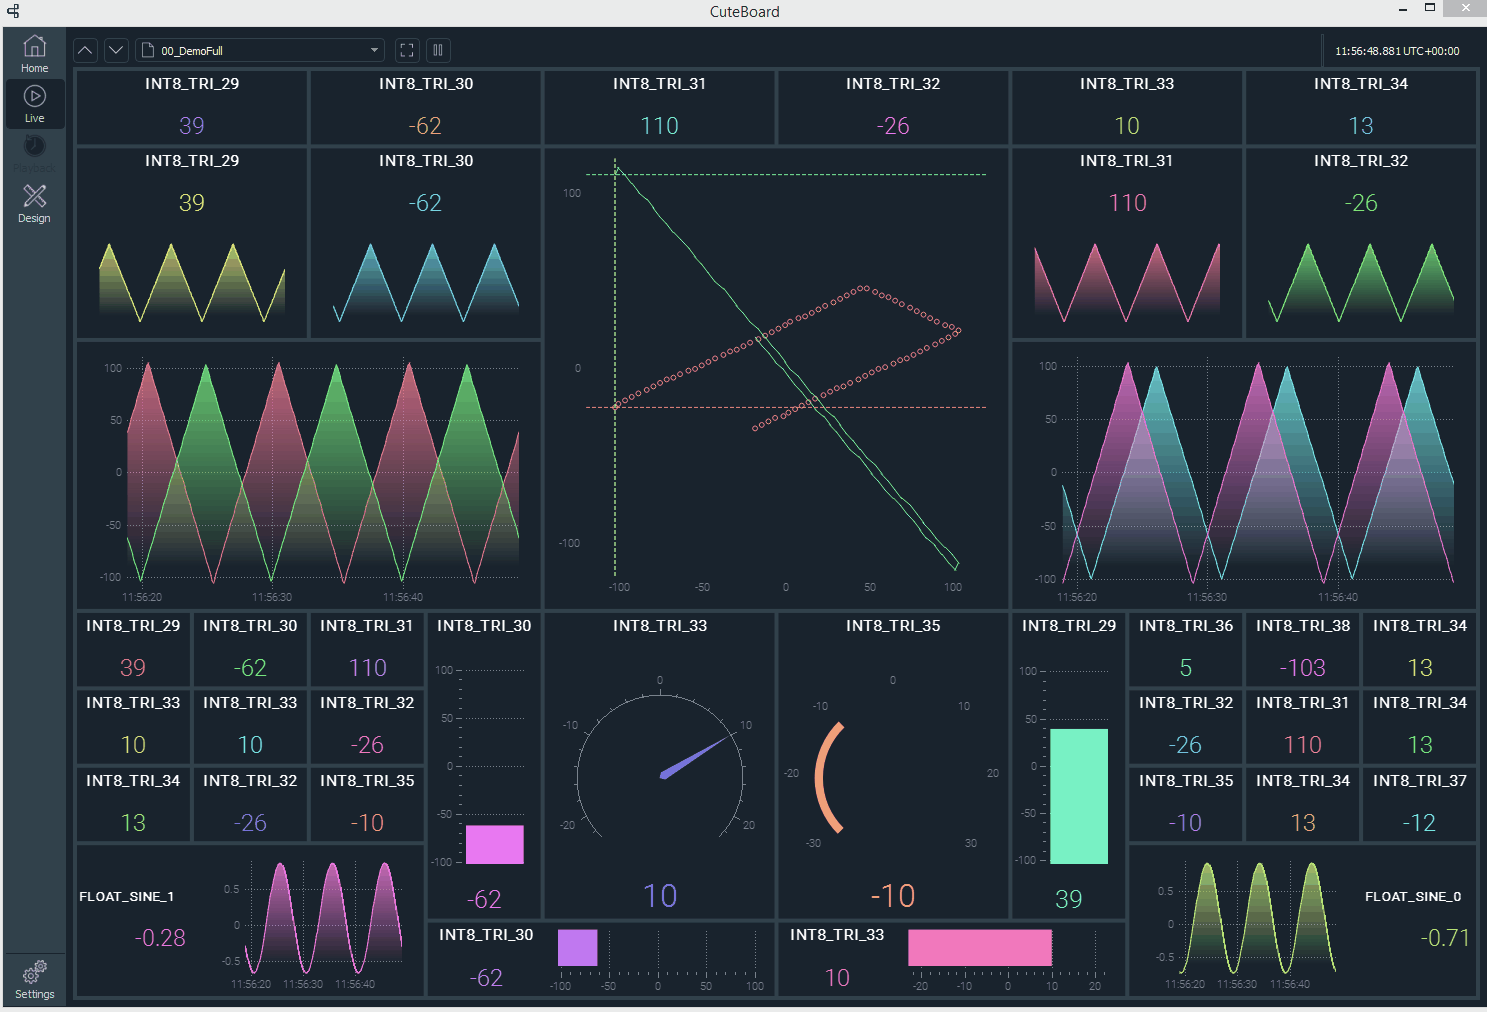 CuteBoard
Home
Live
Design
Settings
00_DemoFull
11:56:48.881 UTC+00:00
INT8_TRI_29
39
INT8_TRI_30
-62
INT8_TRI_31
110
INT8_TRI_32
-26
INT8_TRI_33
10
INT8_TRI_34
13
INT8_TRI_29
39
INT8_TRI_30
-62
100
0
-100
-100 -50 0 50 100
INT8_TRI_31
110
INT8_TRI_32
-26
100
50
0
-50
-100
11:56:20 11:56:30 11:56:40
100
50
0
-50
-100
11:56:20 11:56:30 11:56:40
INT8_TRI_29
39
INT8_TRI_30
-62
INT8_TRI_31
110
INT8_TRI_33
10
INT8_TRI_33
10
INT8_TRI_32
-26
INT8_TRI_34
13
INT8_TRI_32
-26
INT8_TRI_35
-10
INT8_TRI_30
100
50
0
-50
-100
-62
INT8_TRI_33
0
-10 10
-20 20
10
INT8_TRI_35
0
-10 10
-20 20
-30 30
-10
INT8_TRI_29
100
50
0
-50
-100
39
INT8_TRI_36
5
INT8_TRI_38
-103
INT8_TRI_34
13
INT8_TRI_32
-26
INT8_TRI_31
110
INT8_TRI_34
13
INT8_TRI_35
-10
INT8_TRI_34
13
INT8_TRI_37
-12
FLOAT_SINE_1
-0.28
0.5
0
-0.5
11:56:20 11:56:30 11:56:40
INT8_TRI_30
-62
-100 -50 0 50 100
INT8_TRI_33
10
-20 -10 0 10 20
0.5
0
-0.5
11:56:20 11:56:30 11:56:40
FLOAT_SINE_0
-0.71